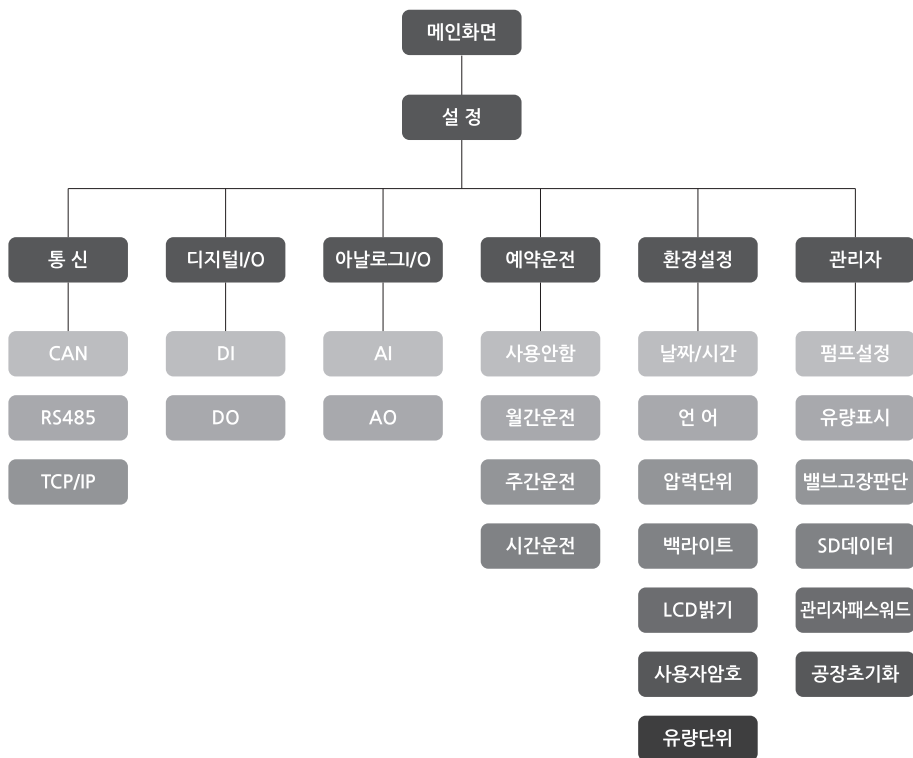 메인화면
설 정
통 신
디지털I/O
아날로그I/O
예약운전
환경설정
관리자
CAN
DI
AI
사용안함
날짜/시간
펌프설정
RS485
DO
AO
월간운전
언 어
유량표시
TCP/IP
주간운전
압력단위
밸브고장판단
시간운전
백라이트
SD데이터
LCD밝기
관리자패스워드
사용자암호
공장초기화
유량단위